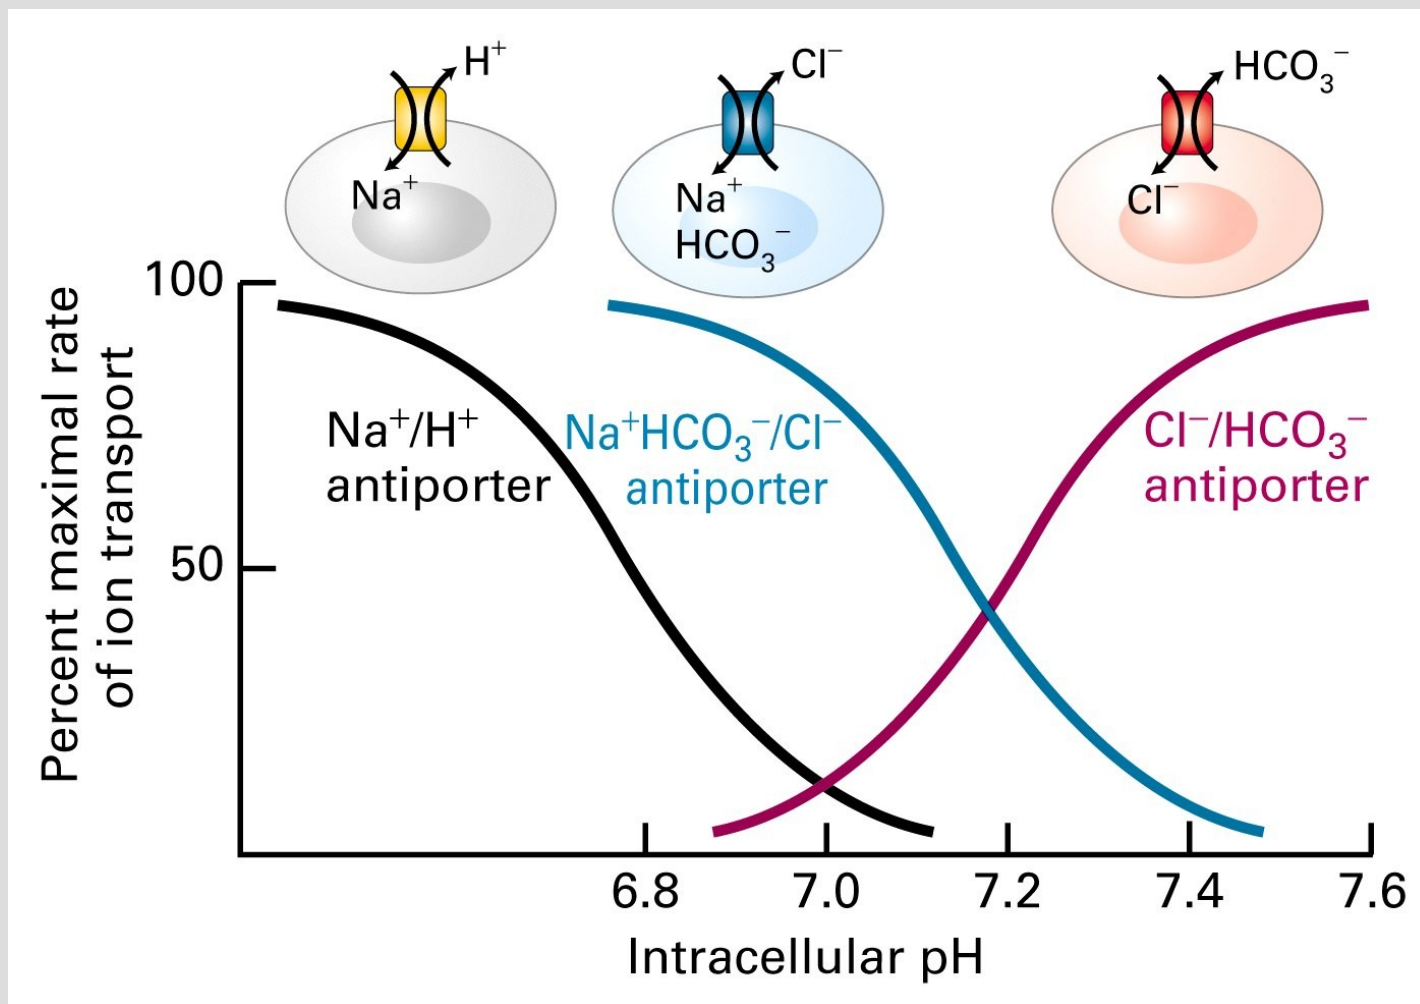 H⁺
Na⁺
Cl⁻
Na⁺
HCO₃⁻
HCO₃⁻
Cl⁻
Percent maximal rate
of ion transport
100
50
Na⁺/H⁺
antiporter
Na⁺HCO₃⁻/Cl⁻
antiporter
Cl⁻/HCO₃⁻
antiporter
6.8 7.0 7.2 7.4 7.6
Intracellular pH